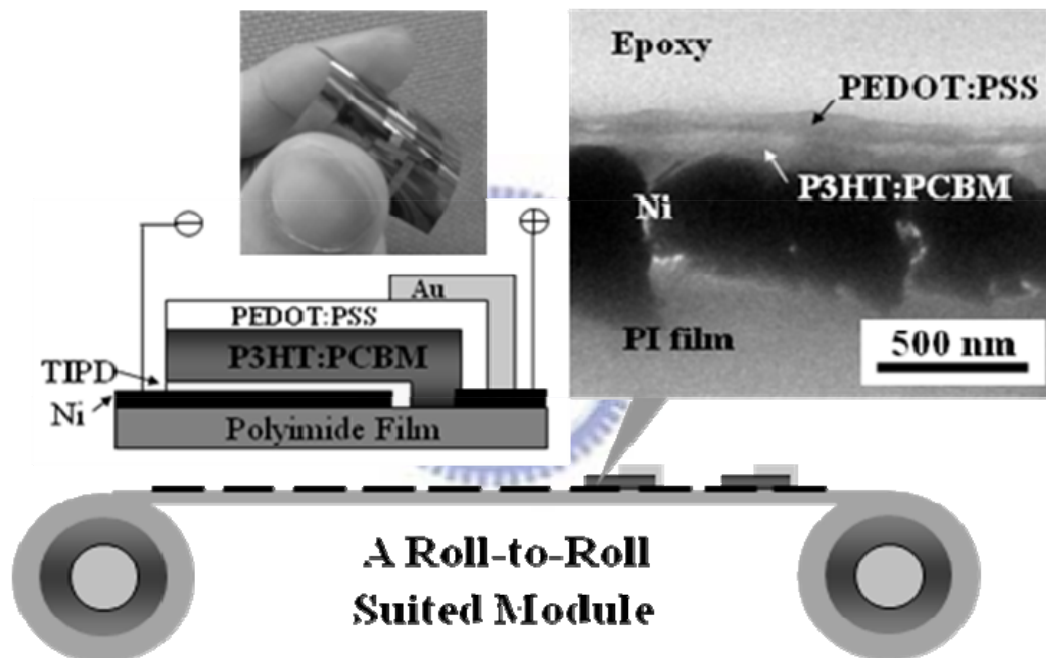 Epoxy
PEDOT:PSS
P3HT:PCBM
Ni
PI film
500 nm
Au
PEDOT:PSS
P3HT:PCBM
TIPD
Ni
Polyimide Film
A Roll-to-Roll
Suited Module